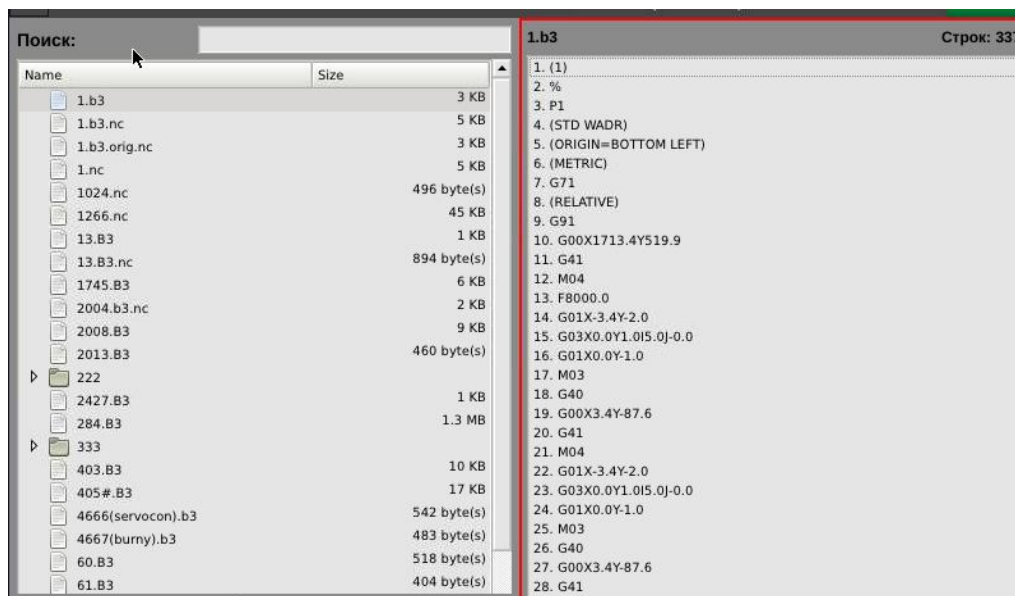 Поиск:
Name Size
1.b3 3 KB
1.b3.nc 5 KB
1.b3.orig.nc 3 KB
1.nc 5 KB
1024.nc 496 byte(s)
1266.nc 45 KB
13.B3 1 KB
13.B3.nc 894 byte(s)
1745.B3 6 KB
2004.b3.nc 2 KB
2008.B3 9 KB
2013.B3 460 byte(s)
222
2427.B3 1 KB
284.B3 1.3 MB
333
403.B3 10 KB
405#.B3 17 KB
4666(servocon).b3 542 byte(s)
4667(burny).b3 483 byte(s)
60.B3 518 byte(s)
61.B3 404 byte(s)
1.b3 Строк: 337
1. (1)
2. %
3. P1
4. (STD WADR)
5. (ORIGIN=BOTTOM LEFT)
6. (METRIC)
7. G71
8. (RELATIVE)
9. G91
10. G00X1713.4Y519.9
11. G41
12. M04
13. F8000.0
14. G01X-3.4Y-2.0
15. G03X0.0Y1.0I5.0J-0.0
16. G01X0.0Y-1.0
17. M03
18. G40
19. G00X3.4Y-87.6
20. G41
21. M04
22. G01X-3.4Y-2.0
23. G03X0.0Y1.0I5.0J-0.0
24. G01X0.0Y-1.0
25. M03
26. G40
27. G00X3.4Y-87.6
28. G41